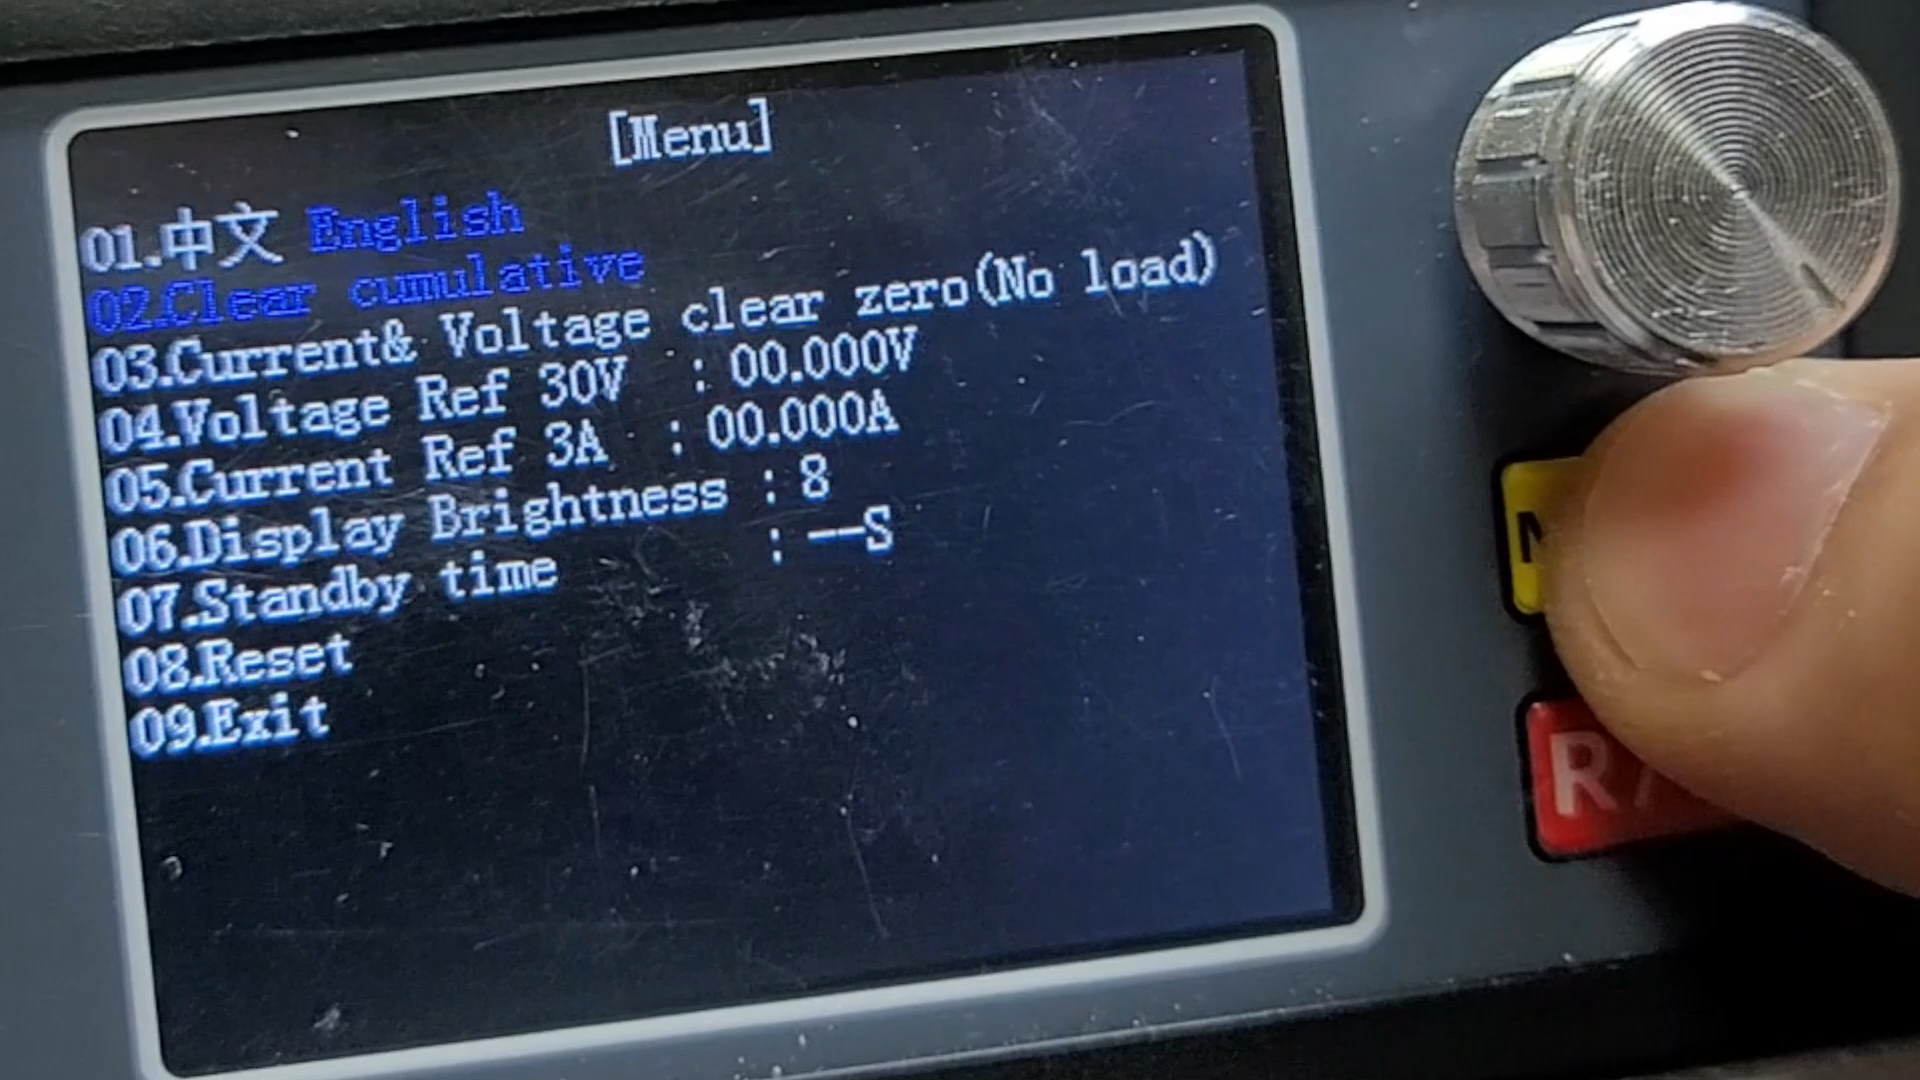 [Menu]
01.中文 English
02.Clear cumulative
03.Current& Voltage clear zero(No load)
04.Voltage Ref 30V : 00.000V
05.Current Ref 3A : 00.000A
06.Display Brightness : 8
07.Standby time : --S
08.Reset
09.Exit